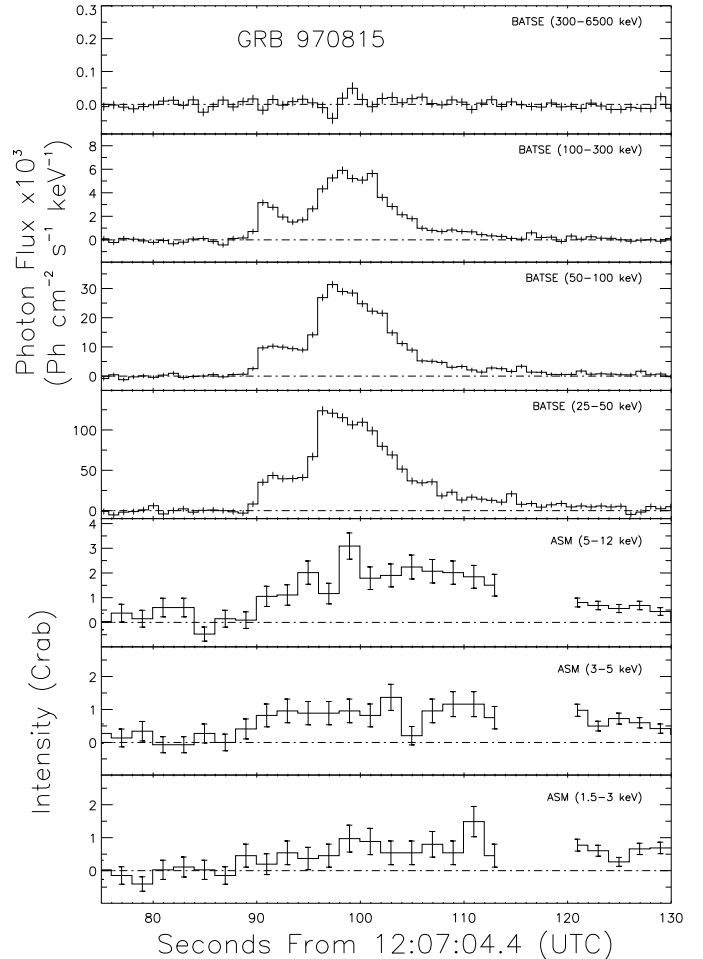 GRB 970815
BATSE (300-6500 keV)
0.3
0.2
0.1
0.0
BATSE (100-300 keV)
8
6
4
2
0
BATSE (50-100 keV)
30
20
10
0
BATSE (25-50 keV)
100
50
0
Photon Flux x10³
(Ph cm⁻² s⁻¹ keV⁻¹)
ASM (5-12 keV)
4
3
2
1
0
ASM (3-5 keV)
2
1
0
ASM (1.5-3 keV)
2
1
0
Intensity (Crab)
80 90 100 110 120 130
Seconds From 12:07:04.4 (UTC)